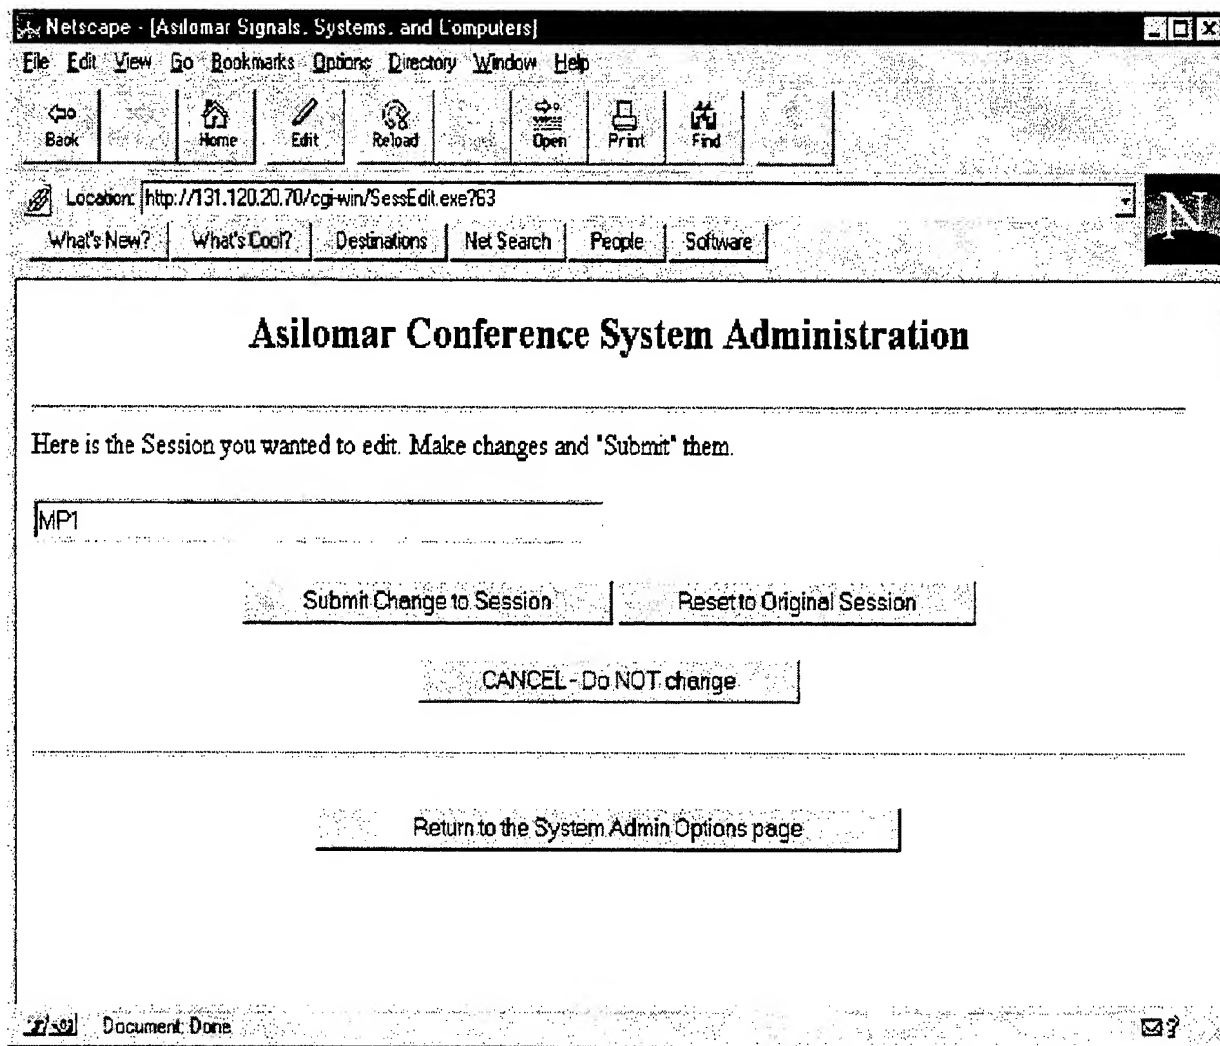 Netscape - [Asilomar Signals, Systems, and Computers]
File Edit View Go Bookmarks Options Directory Window Help
Back Home Edit Reload Open Print Find
Location: http://131.120.20.70/cgi-win/SessEdit.exe?63
N
What's New? What's Cool? Destinations Net Search People Software
Asilomar Conference System Administration
Here is the Session you wanted to edit. Make changes and "Submit" them.
MP1
Submit Change to Session Reset to Original Session
CANCEL - Do NOT change
Return to the System Admin Options page
Document: Done